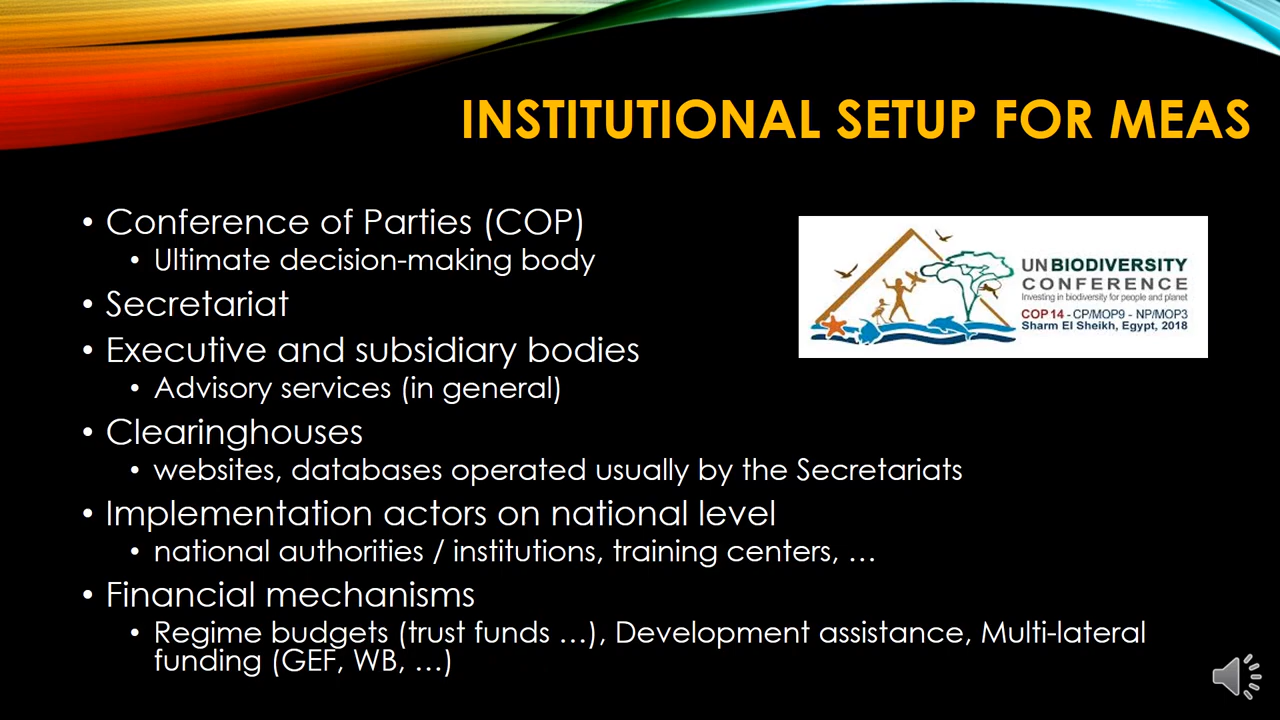 INSTITUTIONAL SETUP FOR MEAS
• Conference of Parties (COP)
• Ultimate decision-making body
• Secretariat
• Executive and subsidiary bodies
• Advisory services (in general)
• Clearinghouses
• websites, databases operated usually by the Secretariats
• Implementation actors on national level
• national authorities / institutions, training centers, …
• Financial mechanisms
• Regime budgets (trust funds …), Development assistance, Multi-lateral
funding (GEF, WB, …)
UN BIODIVERSITY
CONFERENCE
Investing in biodiversity for people and planet
COP 14 - CP/MOP9 - NP/MOP3
Sharm El Sheikh, Egypt, 2018